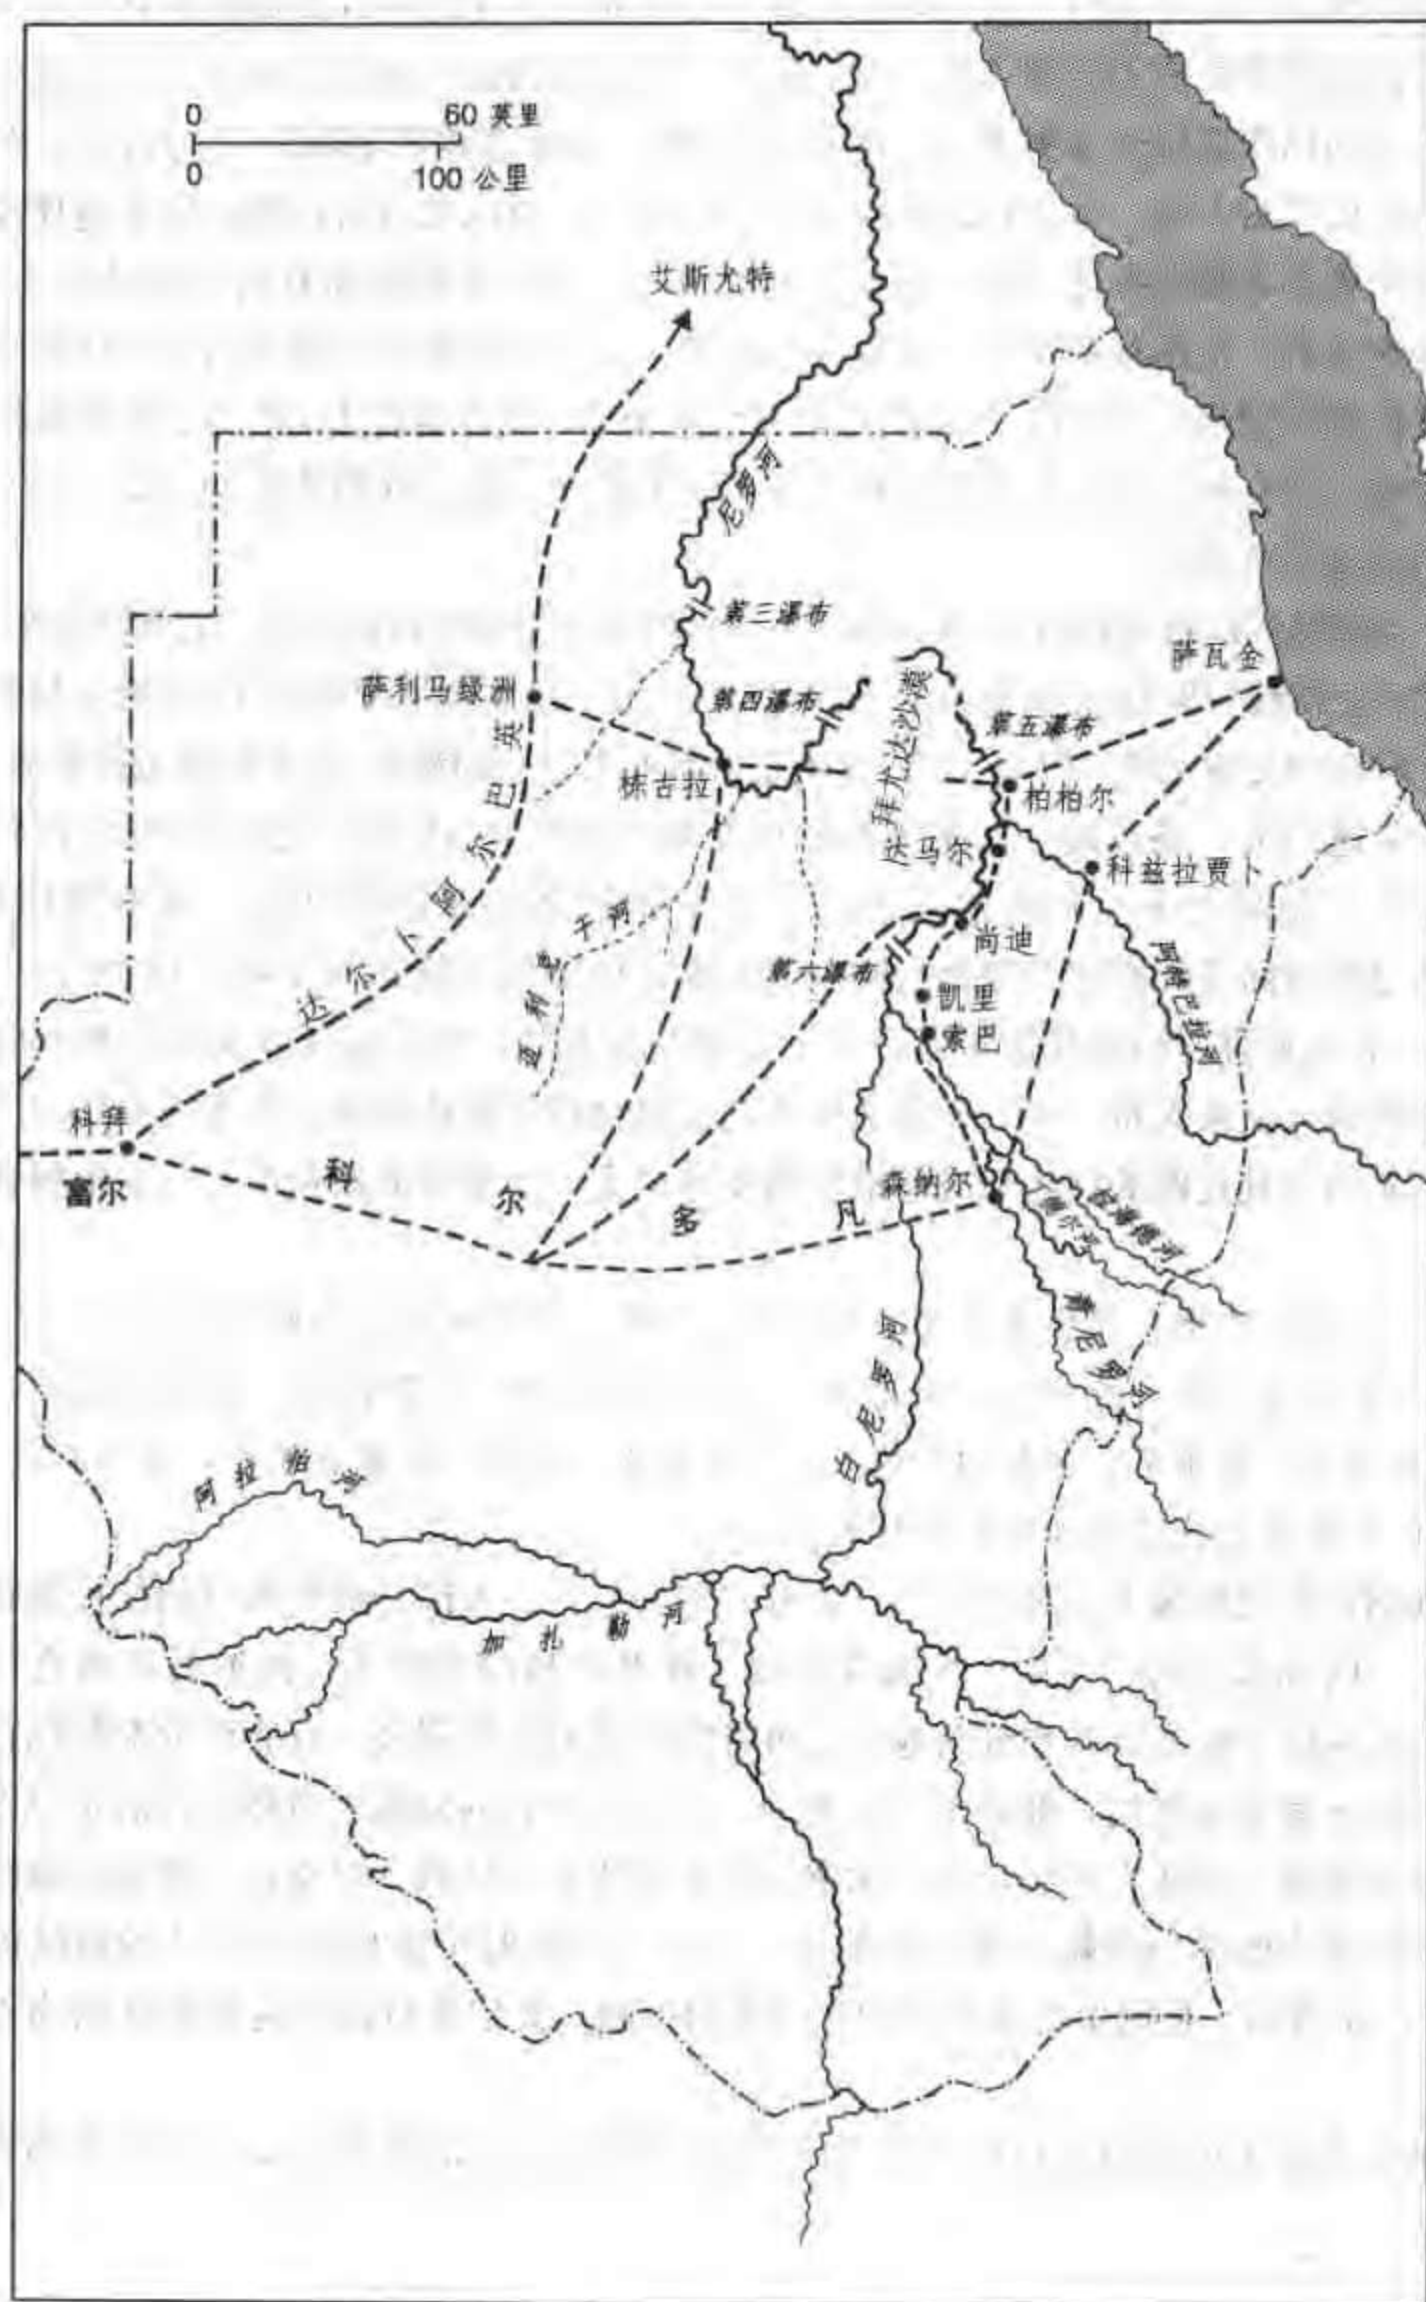 0 60 英里
0 100 公里
艾斯尤特
尼罗河
第三瀑布
萨瓦金
萨利马绿洲
第四瀑布
拜尤达沙漠
第五瀑布
达尔卜阿尔巴英
栋古拉
柏柏尔
达马尔
科兹拉贾卜
尚迪
干河
第六瀑布
阿特巴拉河
凯里
索巴
科拜
富尔
科尔多凡
森纳尔
青尼罗河
白尼罗河
阿拉柏河
加扎勒河